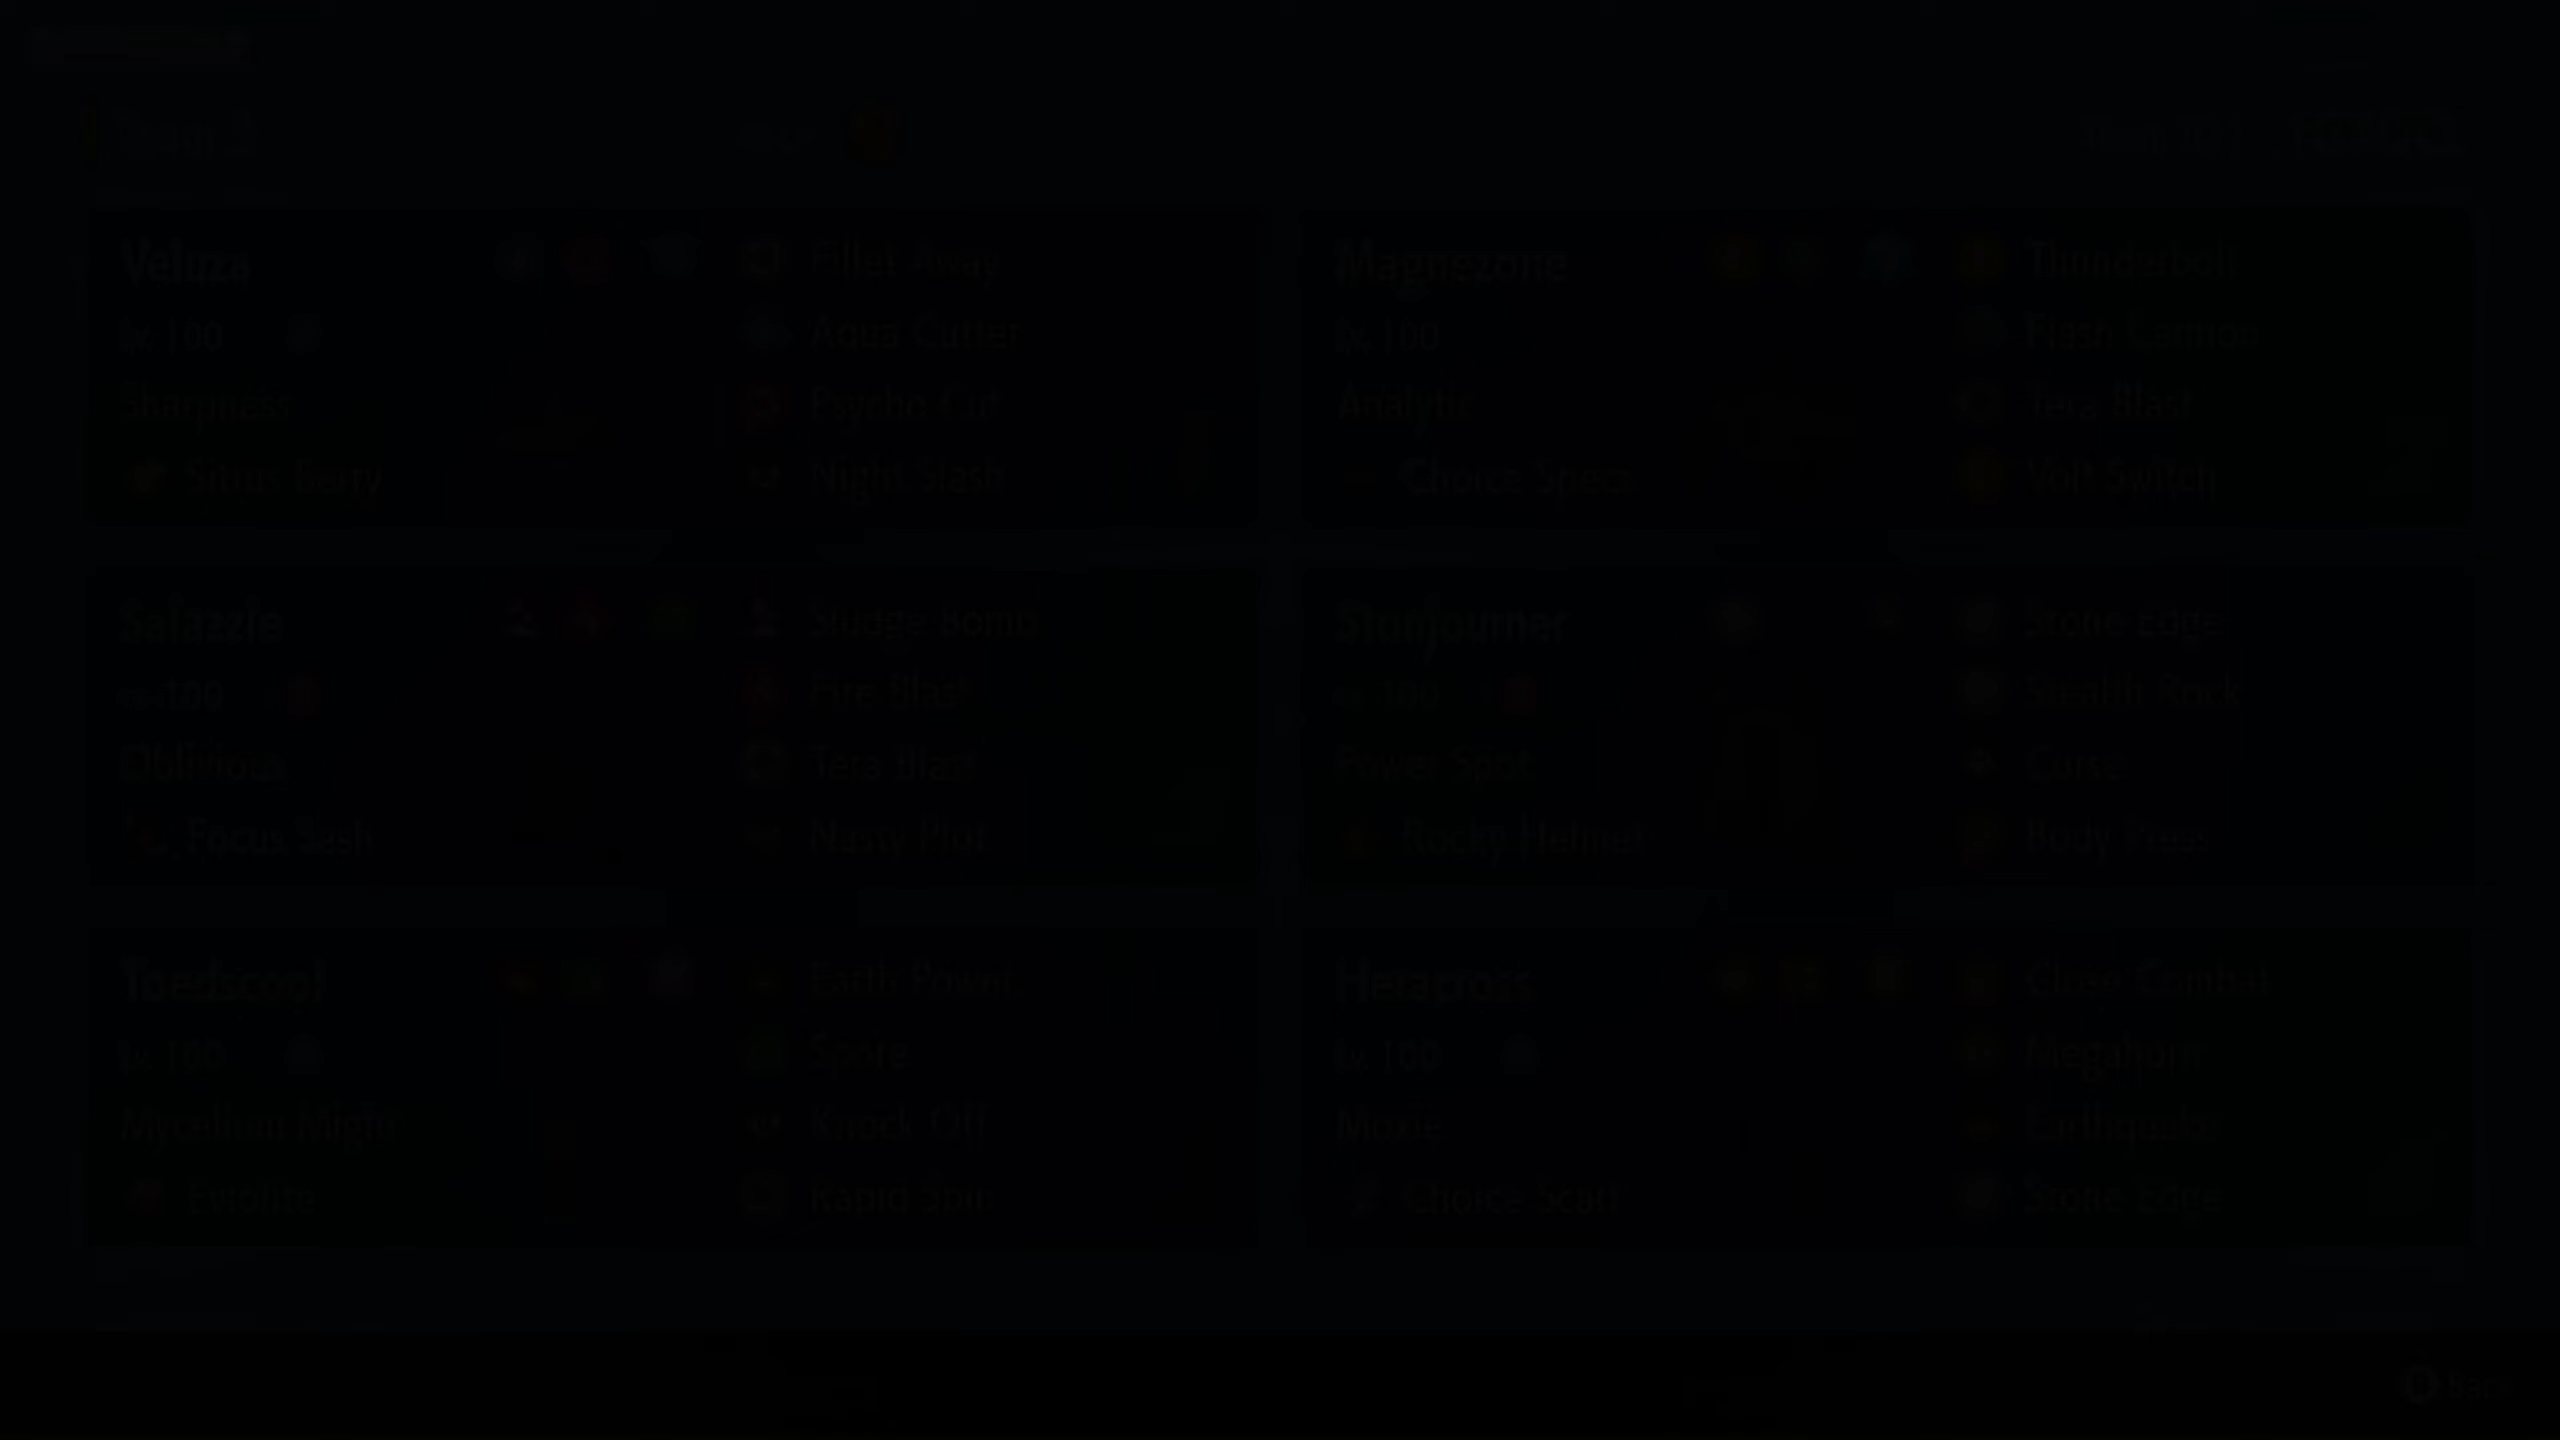 Veluza
Fillet Away
Lv. 100
Aqua Cutter
Sharpness
Psycho Cut
Sitrus Berry
Night Slash
Magnezone
Thunderbolt
Lv. 100
Flash Cannon
Analytic
Tera Blast
Choice Specs
Volt Switch
Salazzle
Sludge Bomb
Lv. 100
Fire Blast
Oblivious
Tera Blast
Focus Sash
Nasty Plot
Stonjourner
Stone Edge
Lv. 100
Stealth Rock
Power Spot
Curse
Rocky Helmet
Body Press
Toedscool
Earth Power
Lv. 100
Spore
Mycelium Might
Knock Off
Eviolite
Rapid Spin
Heracross
Close Combat
Lv. 100
Megahorn
Moxie
Earthquake
Choice Scarf
Stone Edge
Back